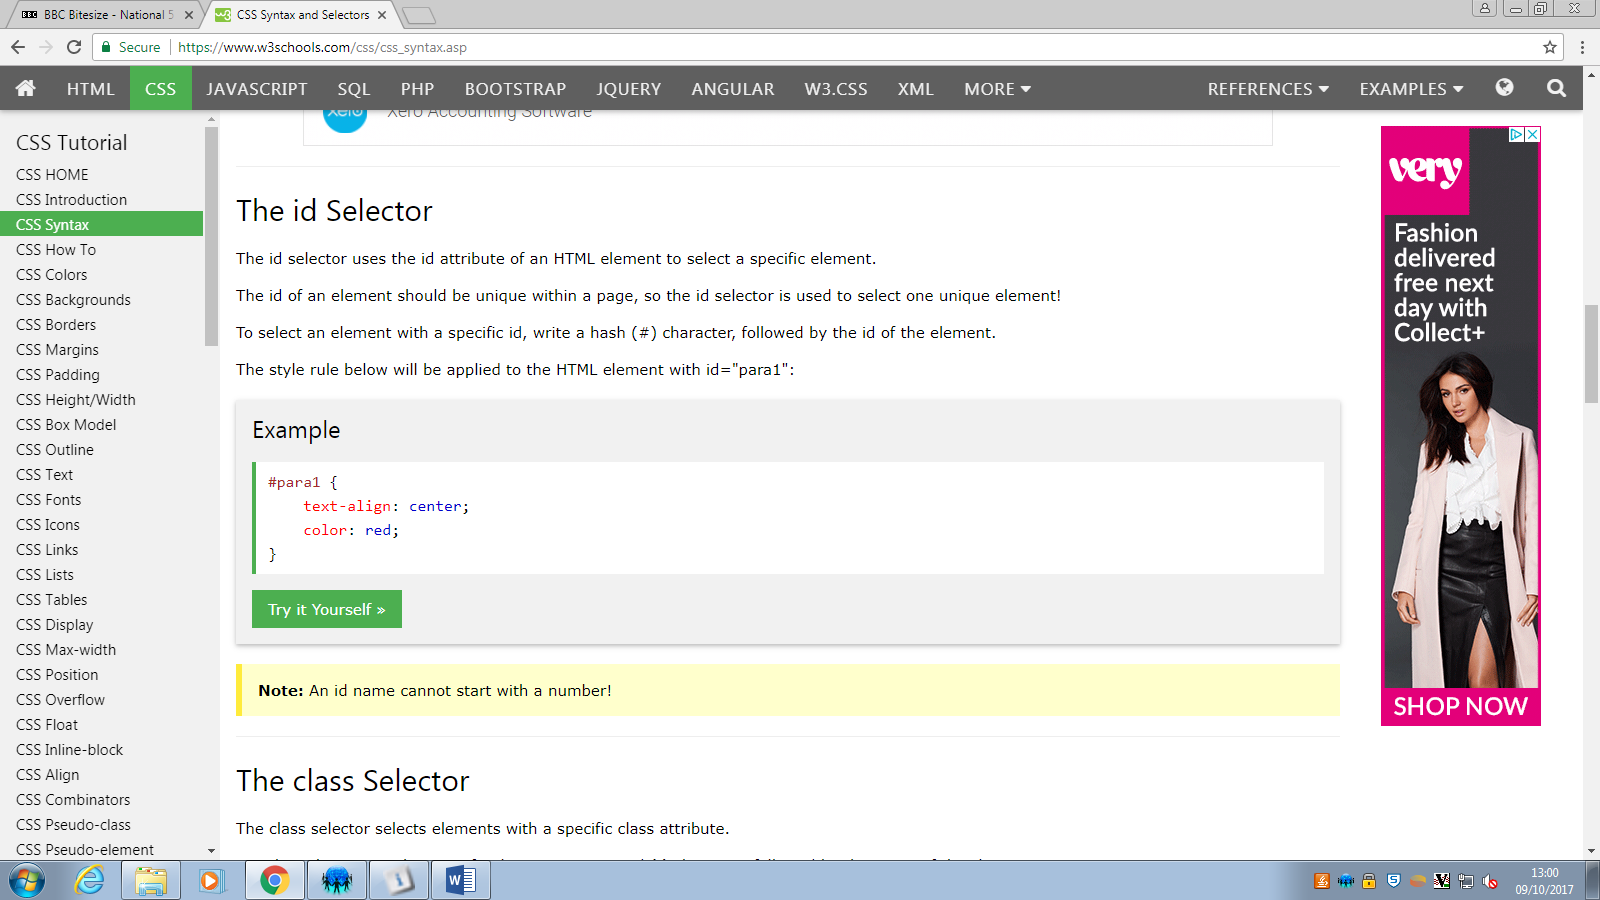 BBC Bitesize - National 5
CSS Syntax and Selectors
Secure
https://www.w3schools.com/css/css_syntax.asp
HTML
CSS
JAVASCRIPT
SQL
PHP
BOOTSTRAP
JQUERY
ANGULAR
W3.CSS
XML
MORE
REFERENCES
EXAMPLES
CSS Tutorial
CSS HOME
CSS Introduction
CSS Syntax
CSS How To
CSS Colors
CSS Backgrounds
CSS Borders
CSS Margins
CSS Padding
CSS Height/Width
CSS Box Model
CSS Outline
CSS Text
CSS Fonts
CSS Icons
CSS Links
CSS Lists
CSS Tables
CSS Display
CSS Max-width
CSS Position
CSS Overflow
CSS Float
CSS Inline-block
CSS Align
CSS Combinators
CSS Pseudo-class
CSS Pseudo-element
xero
Xero Accounting Software
The id Selector
The id selector uses the id attribute of an HTML element to select a specific element.
The id of an element should be unique within a page, so the id selector is used to select one unique element!
To select an element with a specific id, write a hash (#) character, followed by the id of the element.
The style rule below will be applied to the HTML element with id="para1":
Example
#para1 {
text-align: center;
color: red;
}
Try it Yourself »
Note: An id name cannot start with a number!
The class Selector
The class selector selects elements with a specific class attribute.
very
Fashion
delivered
free next
day with
Collect+
SHOP NOW
13:00
09/10/2017